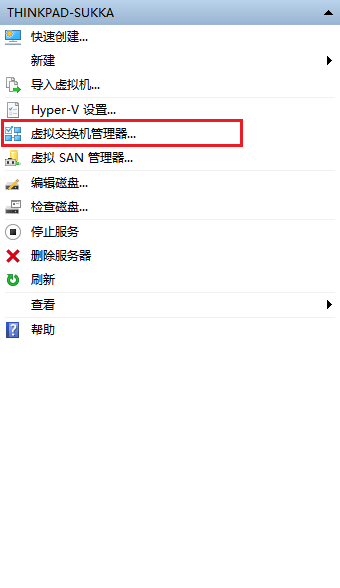 THINKPAD-SUKKA
快速创建...
新建
导入虚拟机...
Hyper-V 设置...
虚拟交换机管理器...
虚拟 SAN 管理器...
编辑磁盘...
检查磁盘...
停止服务
删除服务器
刷新
查看
帮助